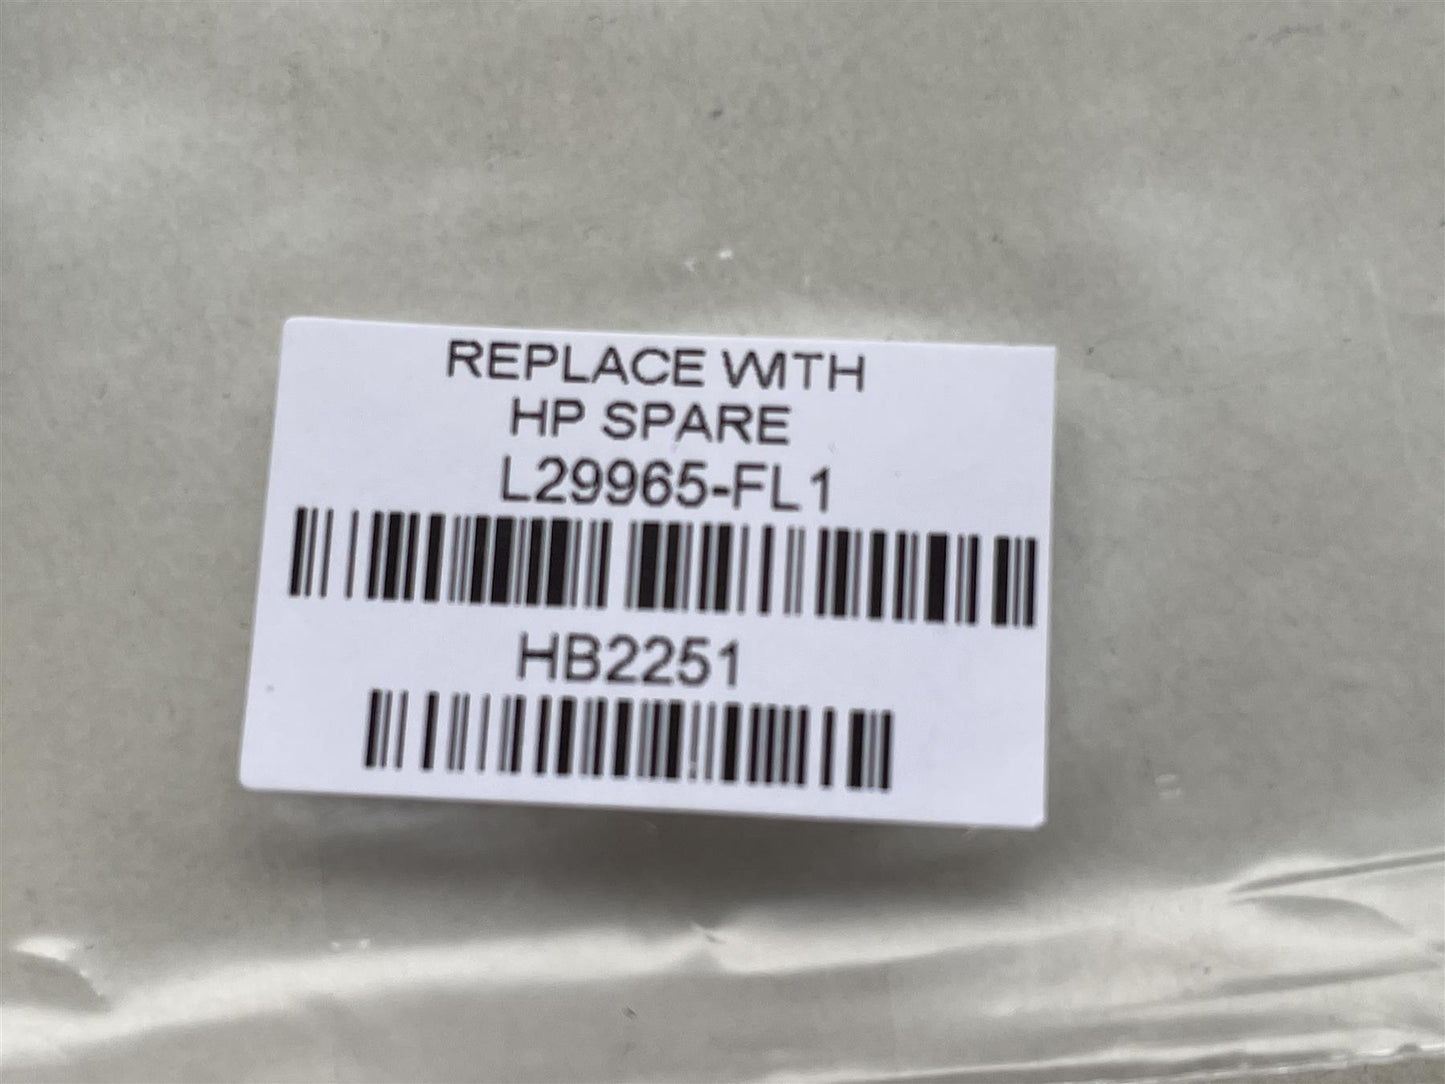 REPLACE WITH
HP SPARE
L29965-FL1
HB2251